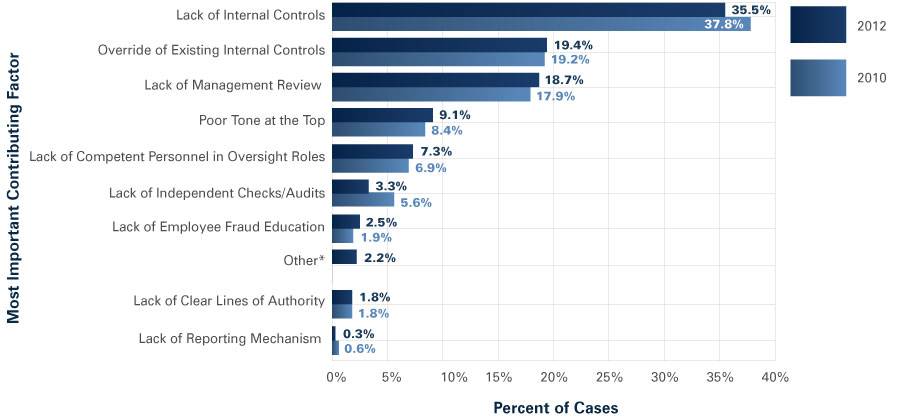 Most Important Contributing Factor
Lack of Internal Controls
35.5%
37.8%
Override of Existing Internal Controls
19.4%
19.2%
Lack of Management Review
18.7%
17.9%
Poor Tone at the Top
9.1%
8.4%
Lack of Competent Personnel in Oversight Roles
7.3%
6.9%
Lack of Independent Checks/Audits
3.3%
5.6%
Lack of Employee Fraud Education
2.5%
1.9%
Other*
2.2%
Lack of Clear Lines of Authority
1.8%
1.8%
Lack of Reporting Mechanism
0.3%
0.6%
0% 5% 10% 15% 20% 25% 30% 35% 40%
Percent of Cases
2012
2010